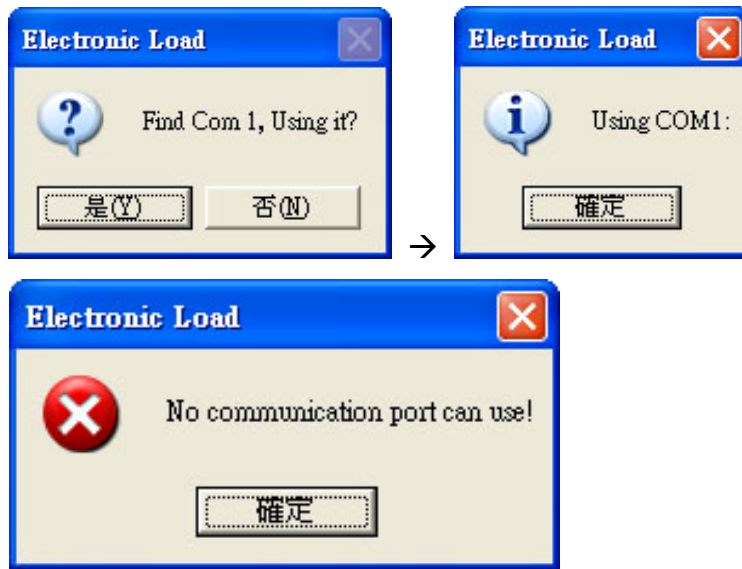 Electronic Load
Find Com 1, Using it?
是(Y)
否(N)
→
Electronic Load
Using COM1:
確定
Electronic Load
No communication port can use!
確定